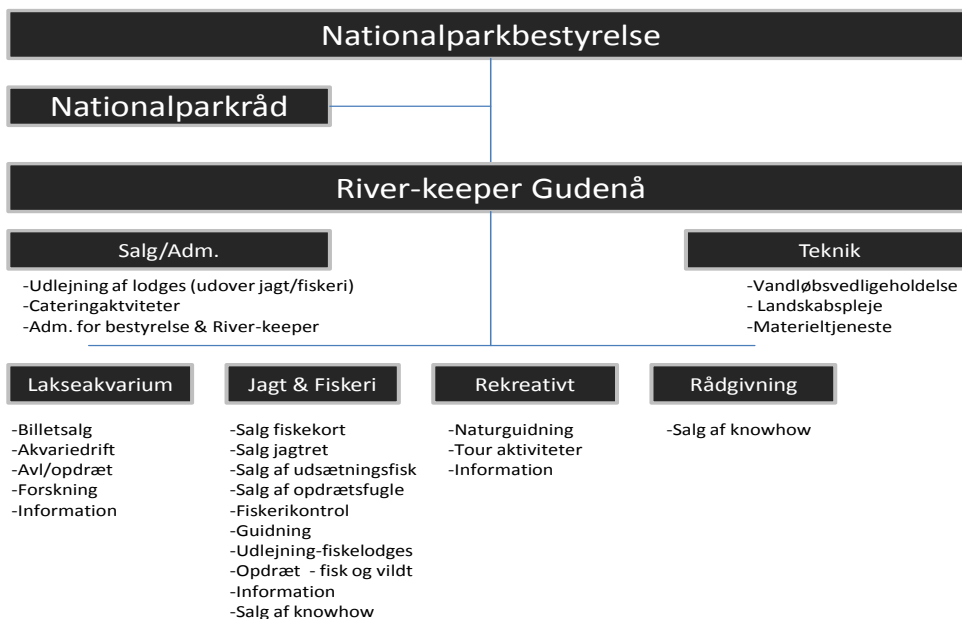 Nationalparkbestyrelse
Nationalparkråd
River-keeper Gudenå
Salg/Adm.
-Udlejning af lodges (udover jagt/fiskeri)
-Cateringaktviteter
-Adm. for bestyrelse & River-keeper
Teknik
-Vandløbsvedligeholdelse
- Landskabspleje
-Materieltjeneste
Lakseakvarium
-Billetsalg
-Akvariedrift
-Avl/opdræt
-Forskning
-Information
Jagt & Fiskeri
-Salg fiskekort
-Salg jagtret
-Salg af udsætningsfisk
-Salg af opdrætsfugle
-Fiskerikontrol
-Guidning
-Udlejning-fiskelodges
-Opdræt - fisk og vildt
-Information
-Salg af knowhow
Rekreativt
-Naturguidning
-Tour aktiviteter
-Information
Rådgivning
-Salg af knowhow